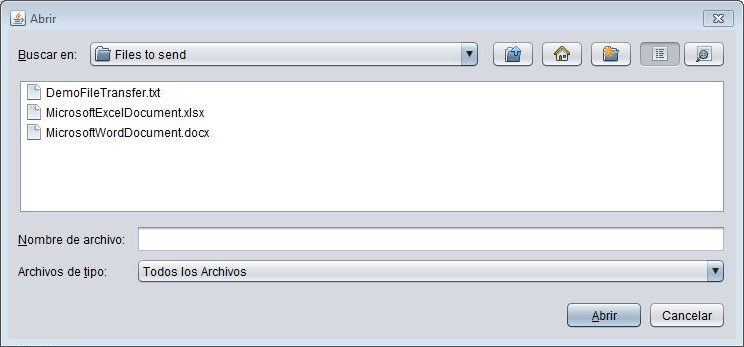 Abrir
Buscar en: Files to send
DemoFileTransfer.txt
MicrosoftExcelDocument.xlsx
MicrosoftWordDocument.docx
Nombre de archivo:
Archivos de tipo: Todos los Archivos
Abrir Cancelar